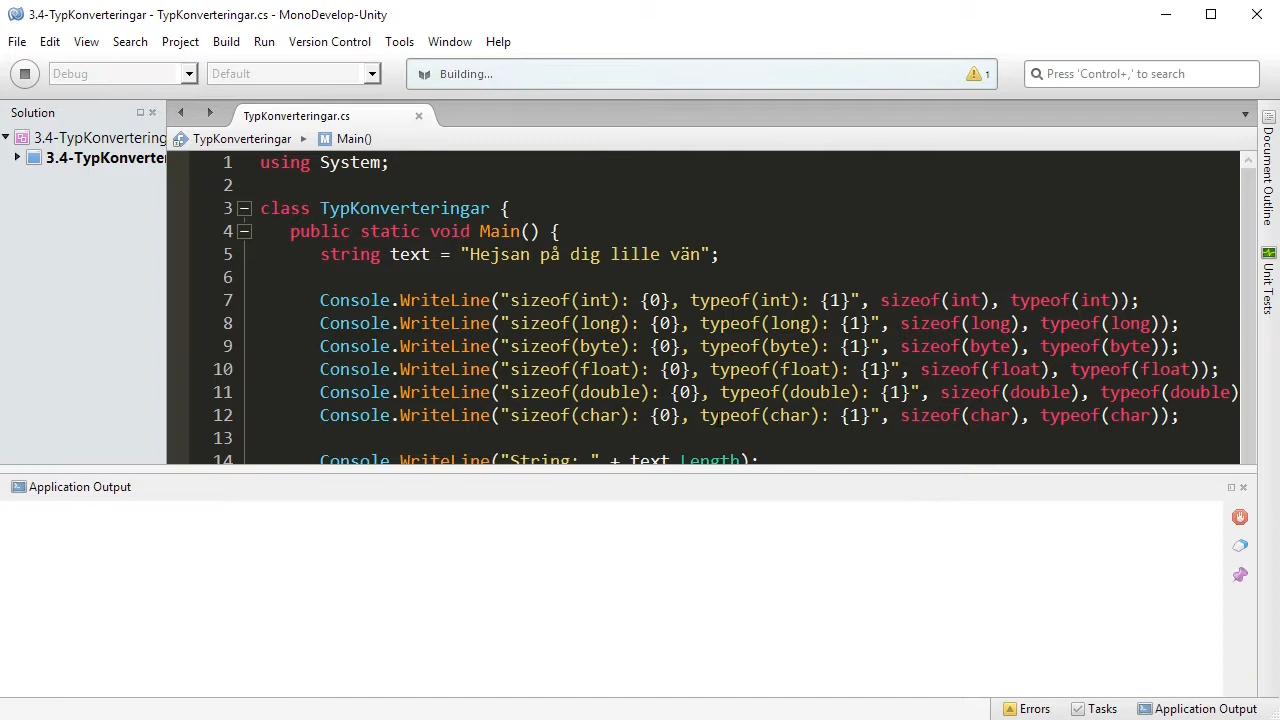 3.4-TypKonverteringar - TypKonverteringar.cs - MonoDevelop-Unity
File Edit View Search Project Build Run Version Control Tools Window Help
Debug Default Building... 1 Press 'Control+,' to search
Solution
TypKonverteringar.cs
3.4-TypKonvertering
3.4-TypKonverter
TypKonverteringar Main()
1 using System;
2
3 class TypKonverteringar {
4 public static void Main() {
5 string text = "Hejsan på dig lille vän";
6
7 Console.WriteLine("sizeof(int): {0}, typeof(int): {1}", sizeof(int), typeof(int));
8 Console.WriteLine("sizeof(long): {0}, typeof(long): {1}", sizeof(long), typeof(long));
9 Console.WriteLine("sizeof(byte): {0}, typeof(byte): {1}", sizeof(byte), typeof(byte));
10 Console.WriteLine("sizeof(float): {0}, typeof(float): {1}", sizeof(float), typeof(float));
11 Console.WriteLine("sizeof(double): {0}, typeof(double): {1}", sizeof(double), typeof(double)
12 Console.WriteLine("sizeof(char): {0}, typeof(char): {1}", sizeof(char), typeof(char));
13
14 Console.WriteLine("String: " + text.Length);
Document Outline
Unit Tests
Application Output
Errors Tasks Application Output